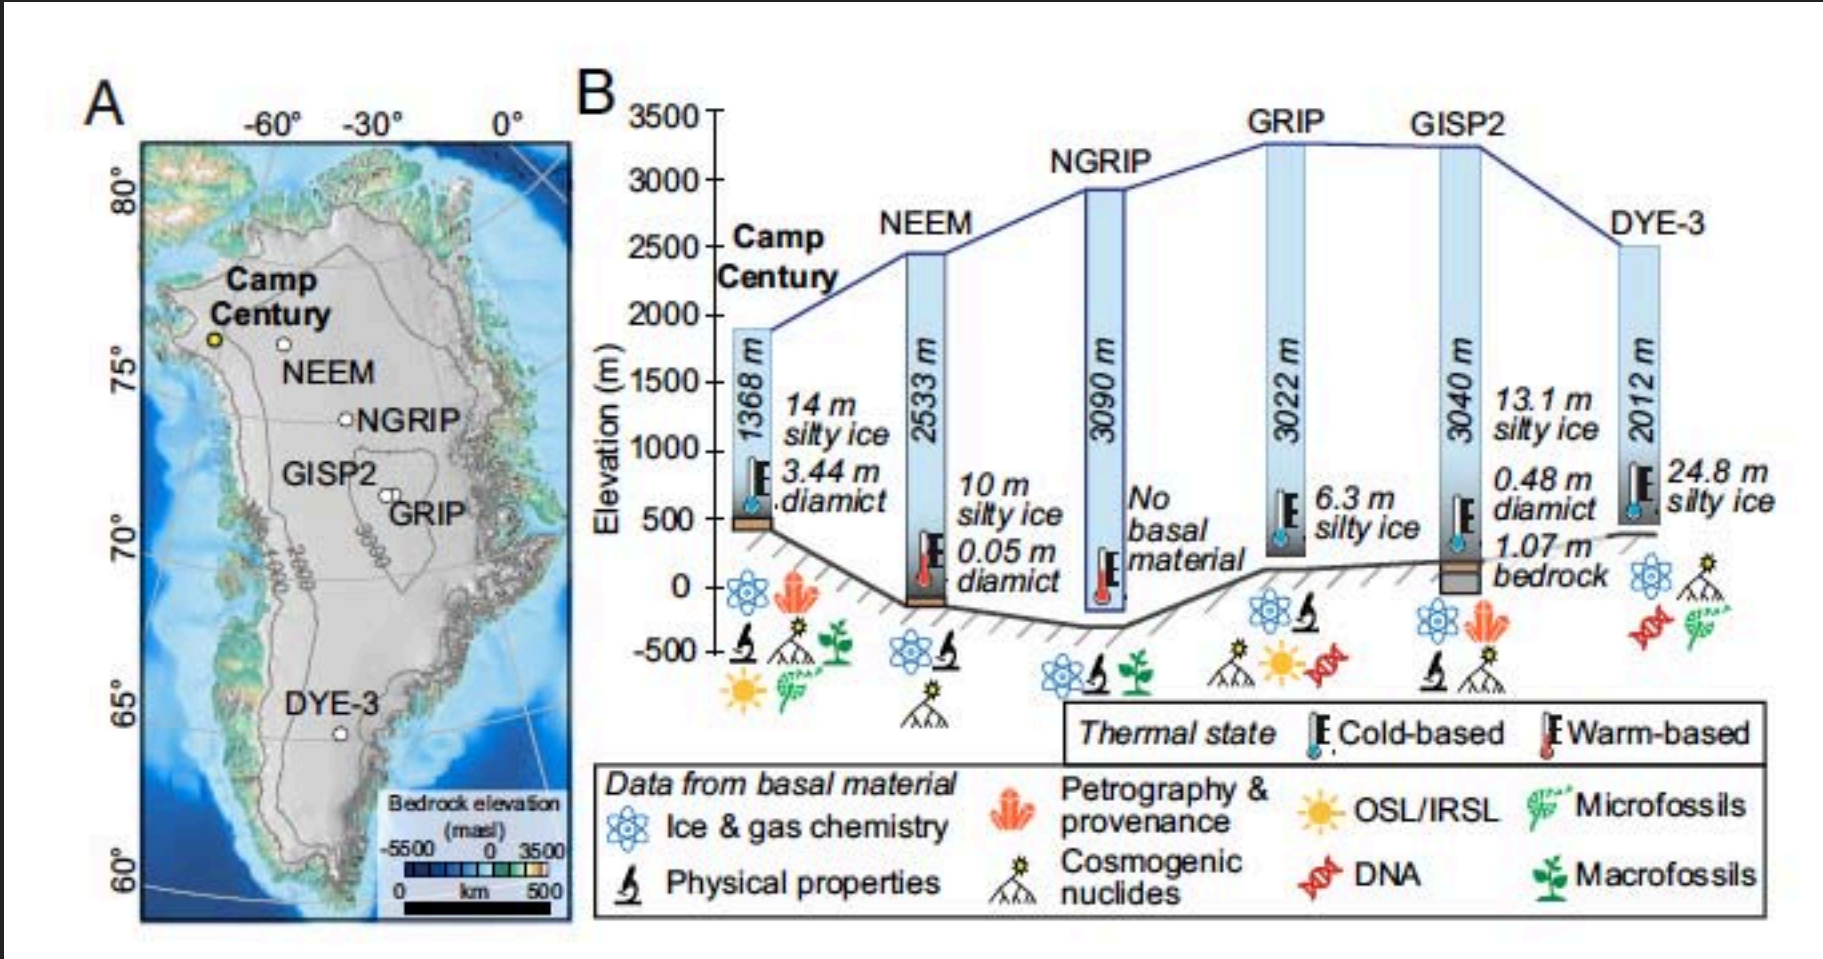 A
-60° -30° 0°
80°
75°
70°
65°
60°
Camp
Century
NEEM
NGRIP
GISP2
GRIP
3000
1000
2000
DYE-3
Bedrock elevation
(masl)
-5500 0 3500
0 km 500
B
Elevation (m)
3500
3000
2500
2000
1500
1000
500
0
-500
Camp
Century
NEEM
NGRIP
GRIP
GISP2
DYE-3
1368 m
14 m
silty ice
3.44 m
diamict
2533 m
10 m
silty ice
0.05 m
diamict
3090 m
No
basal
material
3022 m
6.3 m
silty ice
3040 m
13.1 m
silty ice
0.48 m
diamict
1.07 m
bedrock
2012 m
24.8 m
silty ice
Thermal state Cold-based Warm-based
Data from basal material
Ice & gas chemistry
Physical properties
Petrography &
provenance
Cosmogenic
nuclides
OSL/IRSL
DNA
Microfossils
Macrofossils